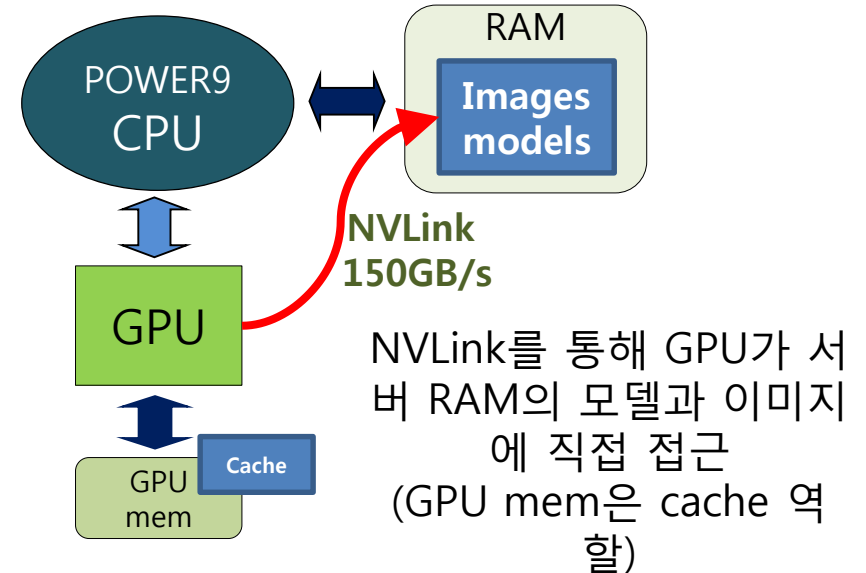 POWER9
CPU
RAM
Images
models
NVLink
150GB/s
GPU
GPU
mem
Cache
NVLink를 통해 GPU가 서
버 RAM의 모델과 이미지
에 직접 접근
(GPU mem은 cache 역
할)